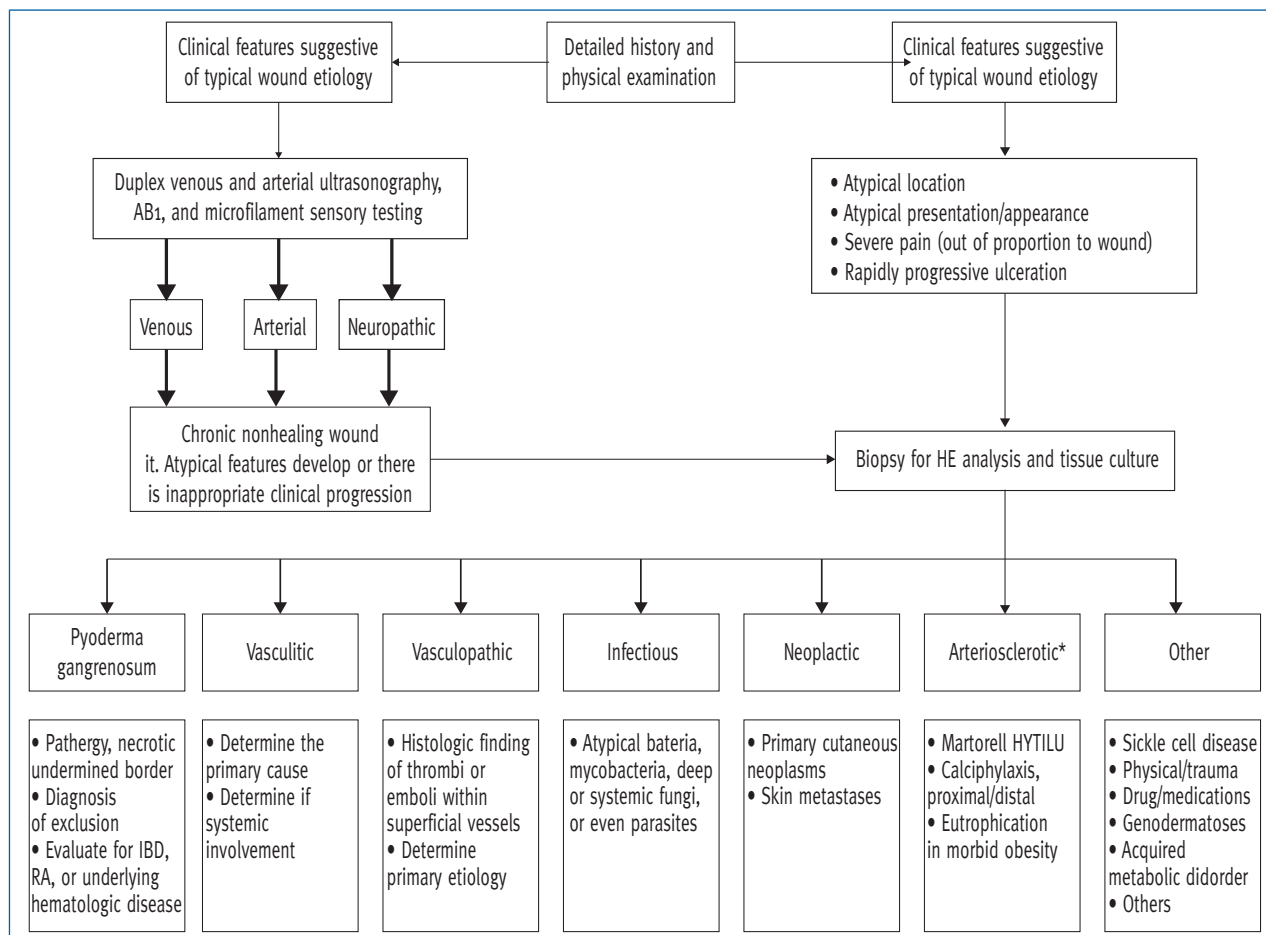 Clinical features suggestive
of typical wound etiology
Detailed history and
physical examination
Clinical features suggestive
of typical wound etiology
Duplex venous and arterial ultrasonography,
AB1, and microfilament sensory testing
• Atypical location
• Atypical presentation/appearance
• Severe pain (out of proportion to wound)
• Rapidly progressive ulceration
Venous
Arterial
Neuropathic
Chronic nonhealing wound
it. Atypical features develop or there
is inappropriate clinical progression
Biopsy for HE analysis and tissue culture
Pyoderma
gangrenosum
Vasculitic
Vasculopathic
Infectious
Neoplactic
Arteriosclerotic*
Other
• Pathergy, necrotic
undermined border
• Diagnosis
of exclusion
• Evaluate for IBD,
RA, or underlying
hematologic disease
• Determine the
primary cause
• Determine if
systemic
involvement
• Histologic finding
of thrombi or
emboli within
superficial vessels
• Determine
primary etiology
• Atypical bateria,
mycobacteria, deep
or systemic fungi,
or even parasites
• Primary cutaneous
neoplasms
• Skin metastases
• Martorell HYTILU
• Calciphylaxis,
proximal/distal
• Eutrophication
in morbid obesity
• Sickle cell disease
• Physical/trauma
• Drug/medications
• Genodermatoses
• Acquired
metabolic didorder
• Others